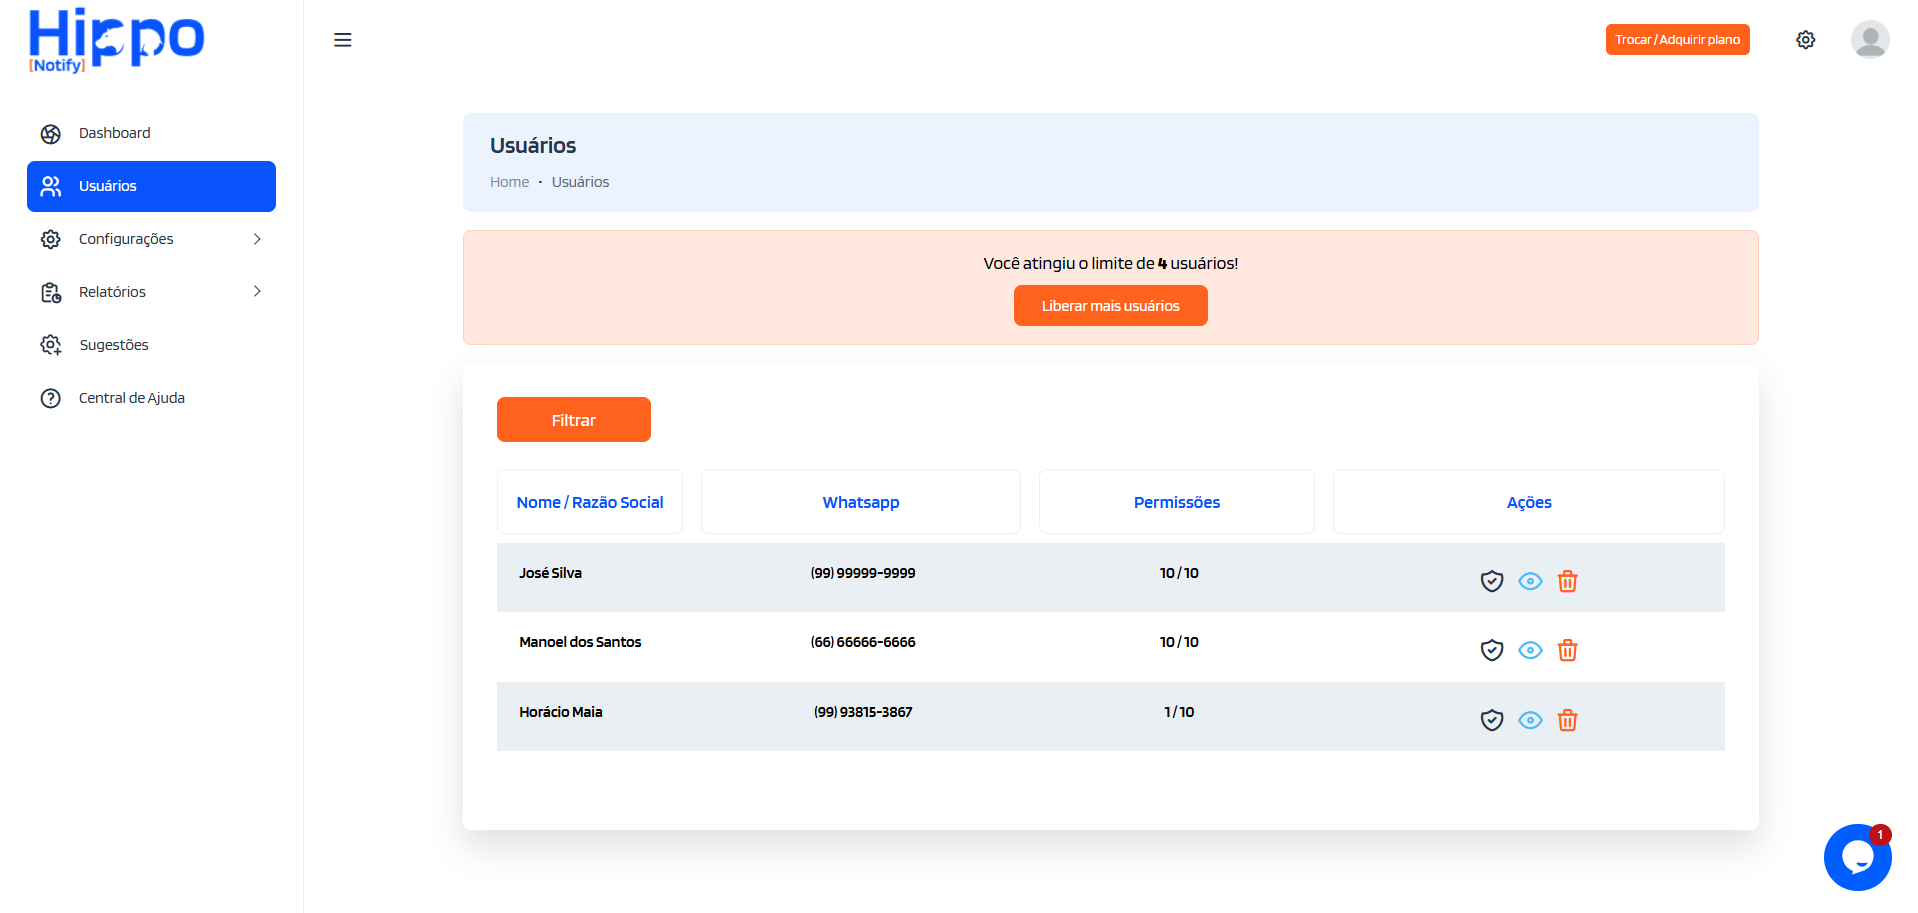 Hippo
[Notify]
Trocar / Adquirir plano
Dashboard
Usuários
Configurações
Relatórios
Sugestões
Central de Ajuda
Usuários
Home • Usuários
Você atingiu o limite de 4 usuários!
Liberar mais usuários
Filtrar
Nome / Razão Social Whatsapp Permissões Ações
José Silva (99) 99999-9999 10 / 10
Manoel dos Santos (66) 66666-6666 10 / 10
Horácio Maia (99) 93815-3867 1 / 10
1